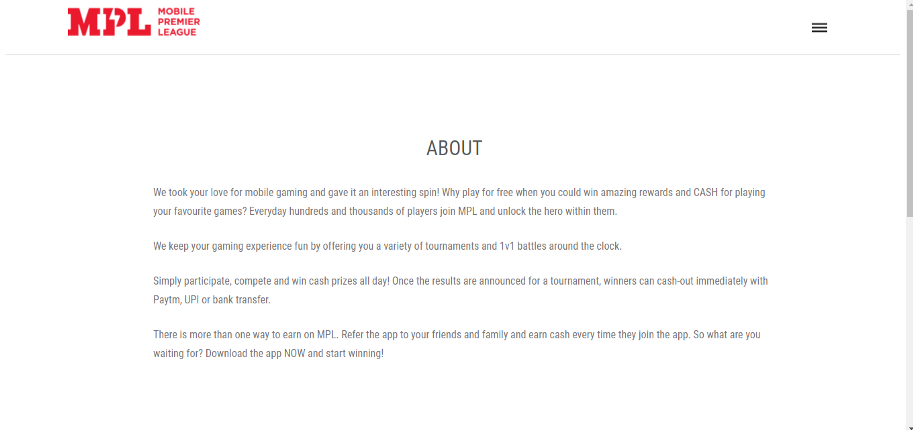 MPL MOBILE
PREMIER
LEAGUE
ABOUT
We took your love for mobile gaming and gave it an interesting spin! Why play for free when you could win amazing rewards and CASH for playing
your favourite games? Everyday hundreds and thousands of players join MPL and unlock the hero within them.
We keep your gaming experience fun by offering you a variety of tournaments and 1v1 battles around the clock.
Simply participate, compete and win cash prizes all day! Once the results are announced for a tournament, winners can cash-out immediately with
Paytm, UPI or bank transfer.
There is more than one way to earn on MPL. Refer the app to your friends and family and earn cash every time they join the app. So what are you
waiting for? Download the app NOW and start winning!